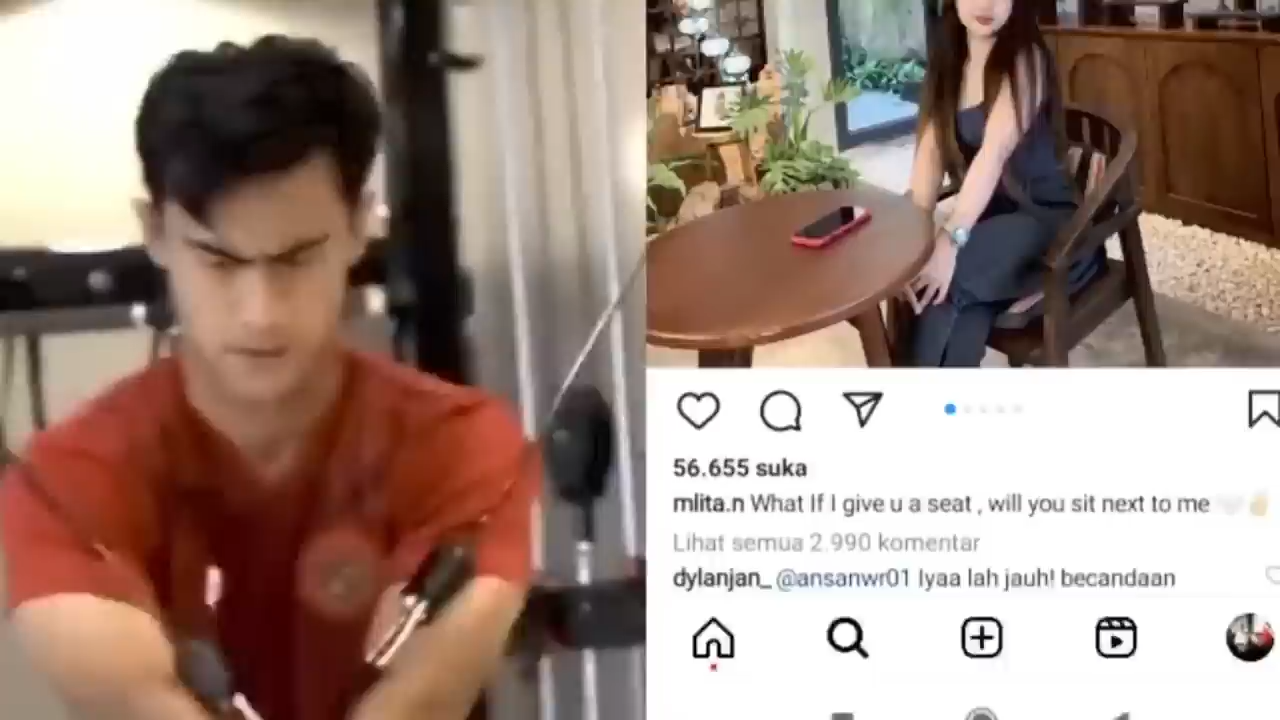 56.655 suka
mlita.n What If I give u a seat , will you sit next to me
Lihat semua 2.990 komentar
dylanjan_ @ansanwr01 Iyaa lah jauh! becandaan